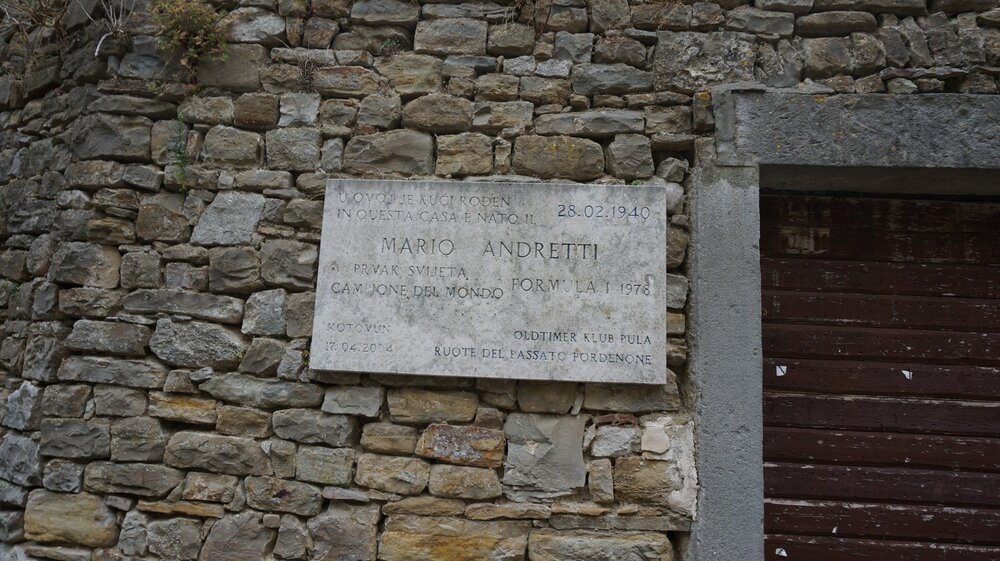 U OVOJ JE KUĆI ROĐEN
IN QUESTA CASA È NATO IL 28.02.1940
MARIO ANDRETTI
PRVAK SVIJETA
CAMPIONE DEL MONDO FORMULA 1 1978
MOTOVUN OLDTIMER KLUB PULA
17.04.2004 RUOTE DEL PASSATO PORDENONE